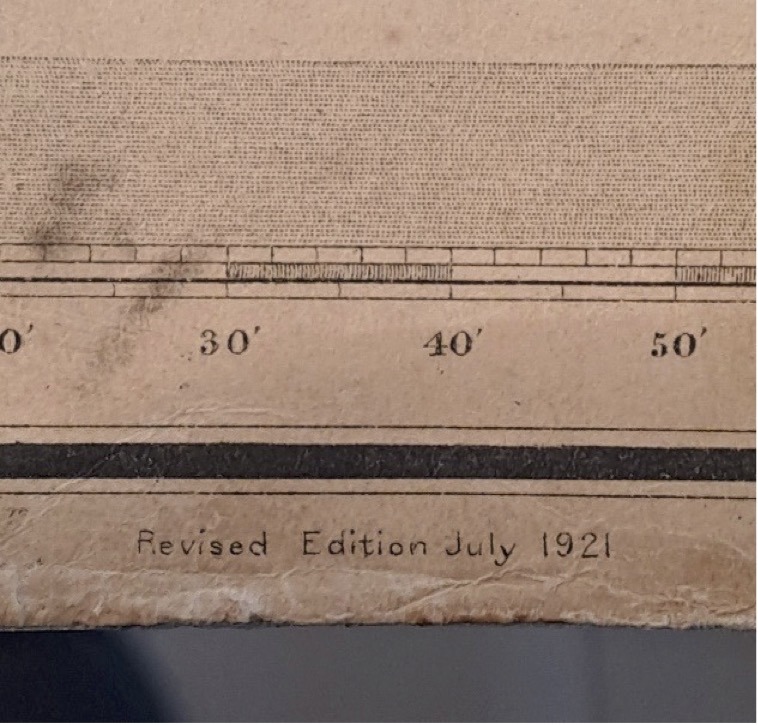 0′ 30′ 40′ 50′
Revised Edition July 1921